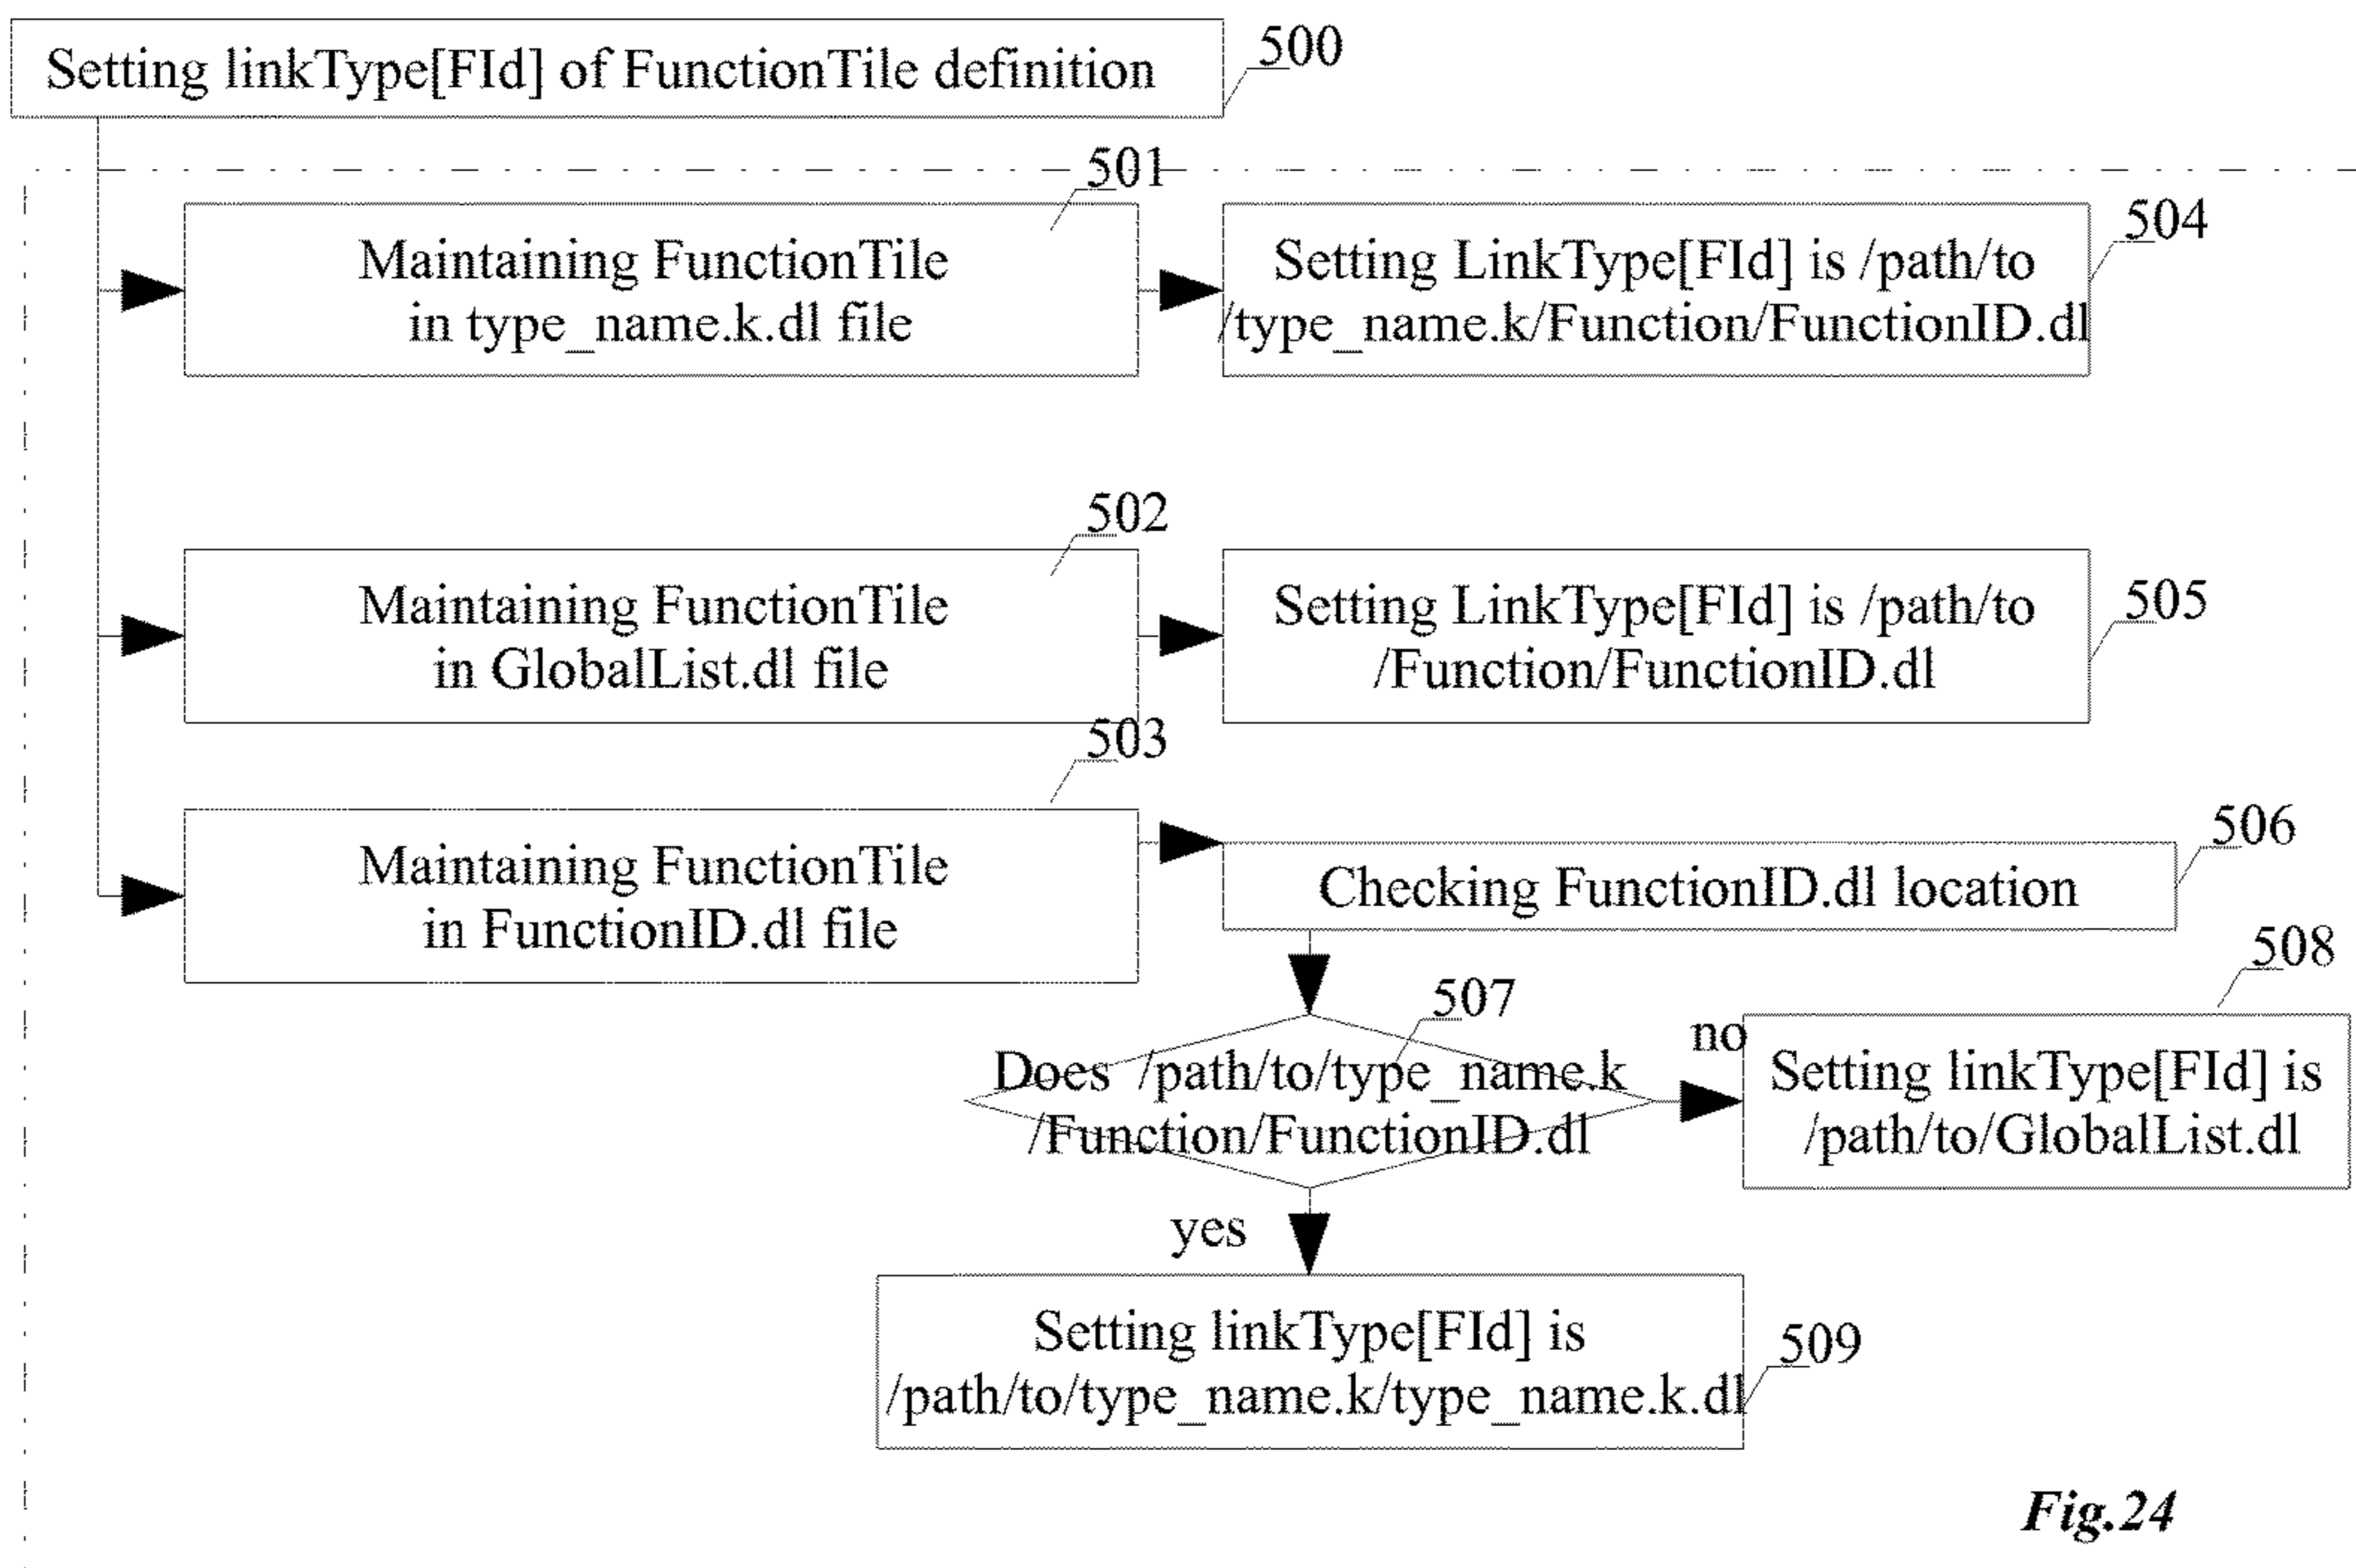 Setting linkType[FId] of FunctionTile definition
500
501
Maintaining FunctionTile
in type_name.k.dl file
Setting LinkType[FId] is /path/to
/type_name.k/Function/FunctionID.dl
504
502
Maintaining FunctionTile
in GlobalList.dl file
Setting LinkType[FId] is /path/to
/Function/FunctionID.dl
505
503
Maintaining FunctionTile
in FunctionID.dl file
Checking FunctionID.dl location
506
507
Does /path/to/type_name.k
/Function/FunctionID.dl
no
508
Setting linkType[FId] is
/path/to/GlobalList.dl
yes
Setting linkType[FId] is
/path/to/type_name.k/type_name.k.dl
509
Fig.24